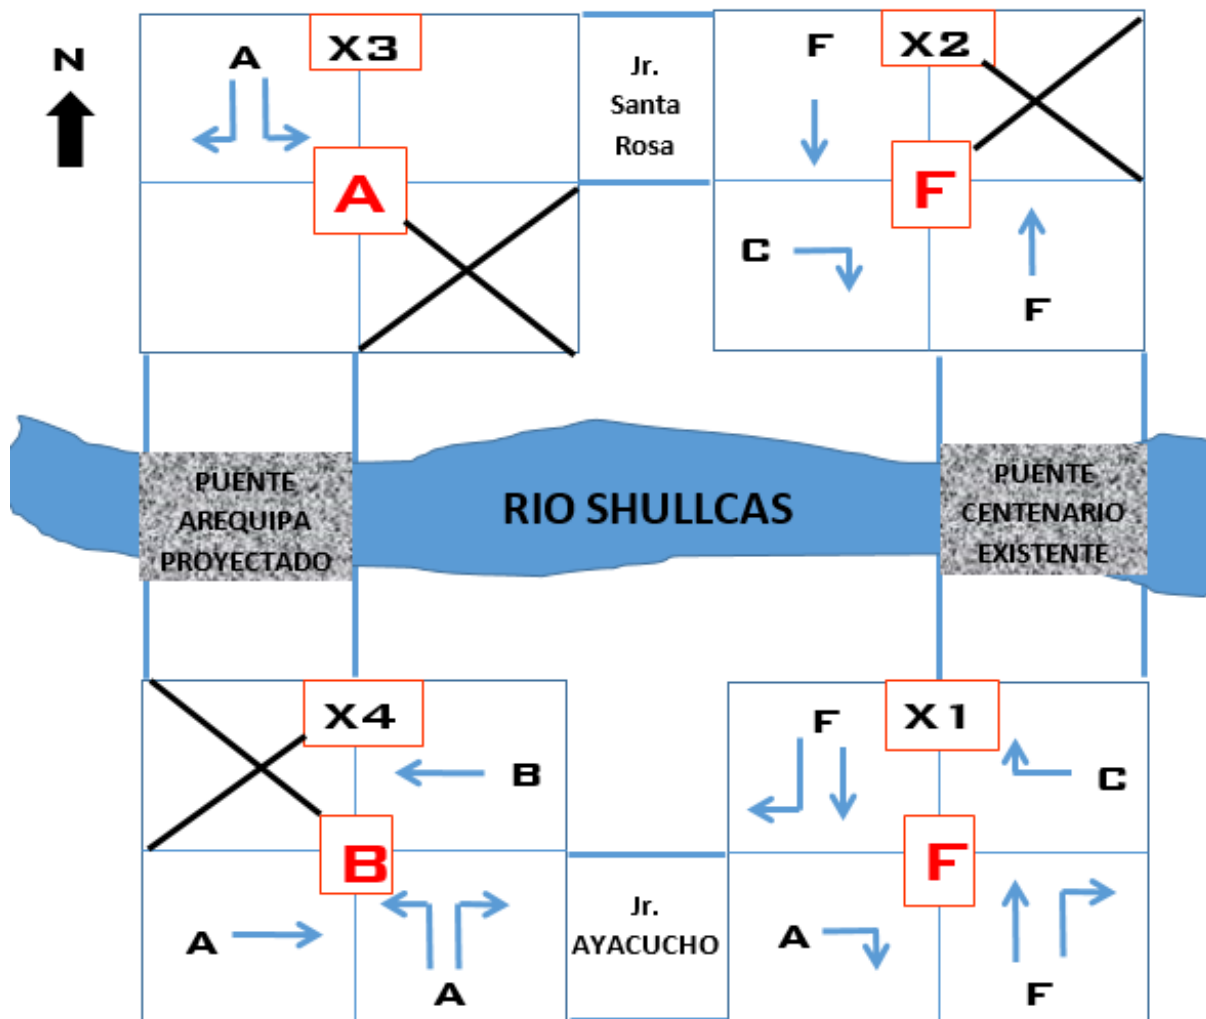 N
A
X3
A
Jr.
Santa
Rosa
F
X2
F
C
F
PUENTE
AREQUIPA
PROYECTADO
RIO SHULLCAS
PUENTE
CENTENARIO
EXISTENTE
X4
B
B
A
A
Jr.
AYACUCHO
F
X1
C
F
A
F